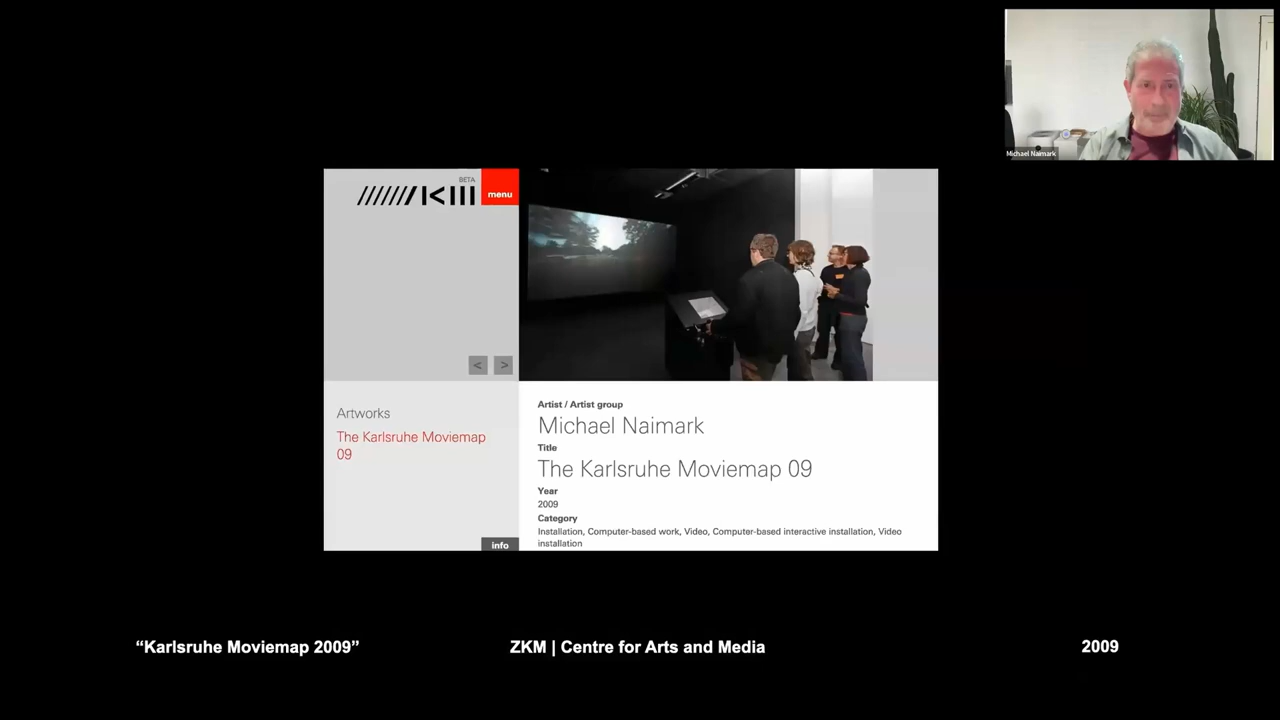 Michael Naimark
BETA
ZKM
menu
<
>
Artworks
The Karlsruhe Moviemap
09
info
Artist / Artist group
Michael Naimark
Title
The Karlsruhe Moviemap 09
Year
2009
Category
Installation, Computer-based work, Video, Computer-based interactive installation, Video
installation
“Karlsruhe Moviemap 2009”
ZKM | Centre for Arts and Media
2009